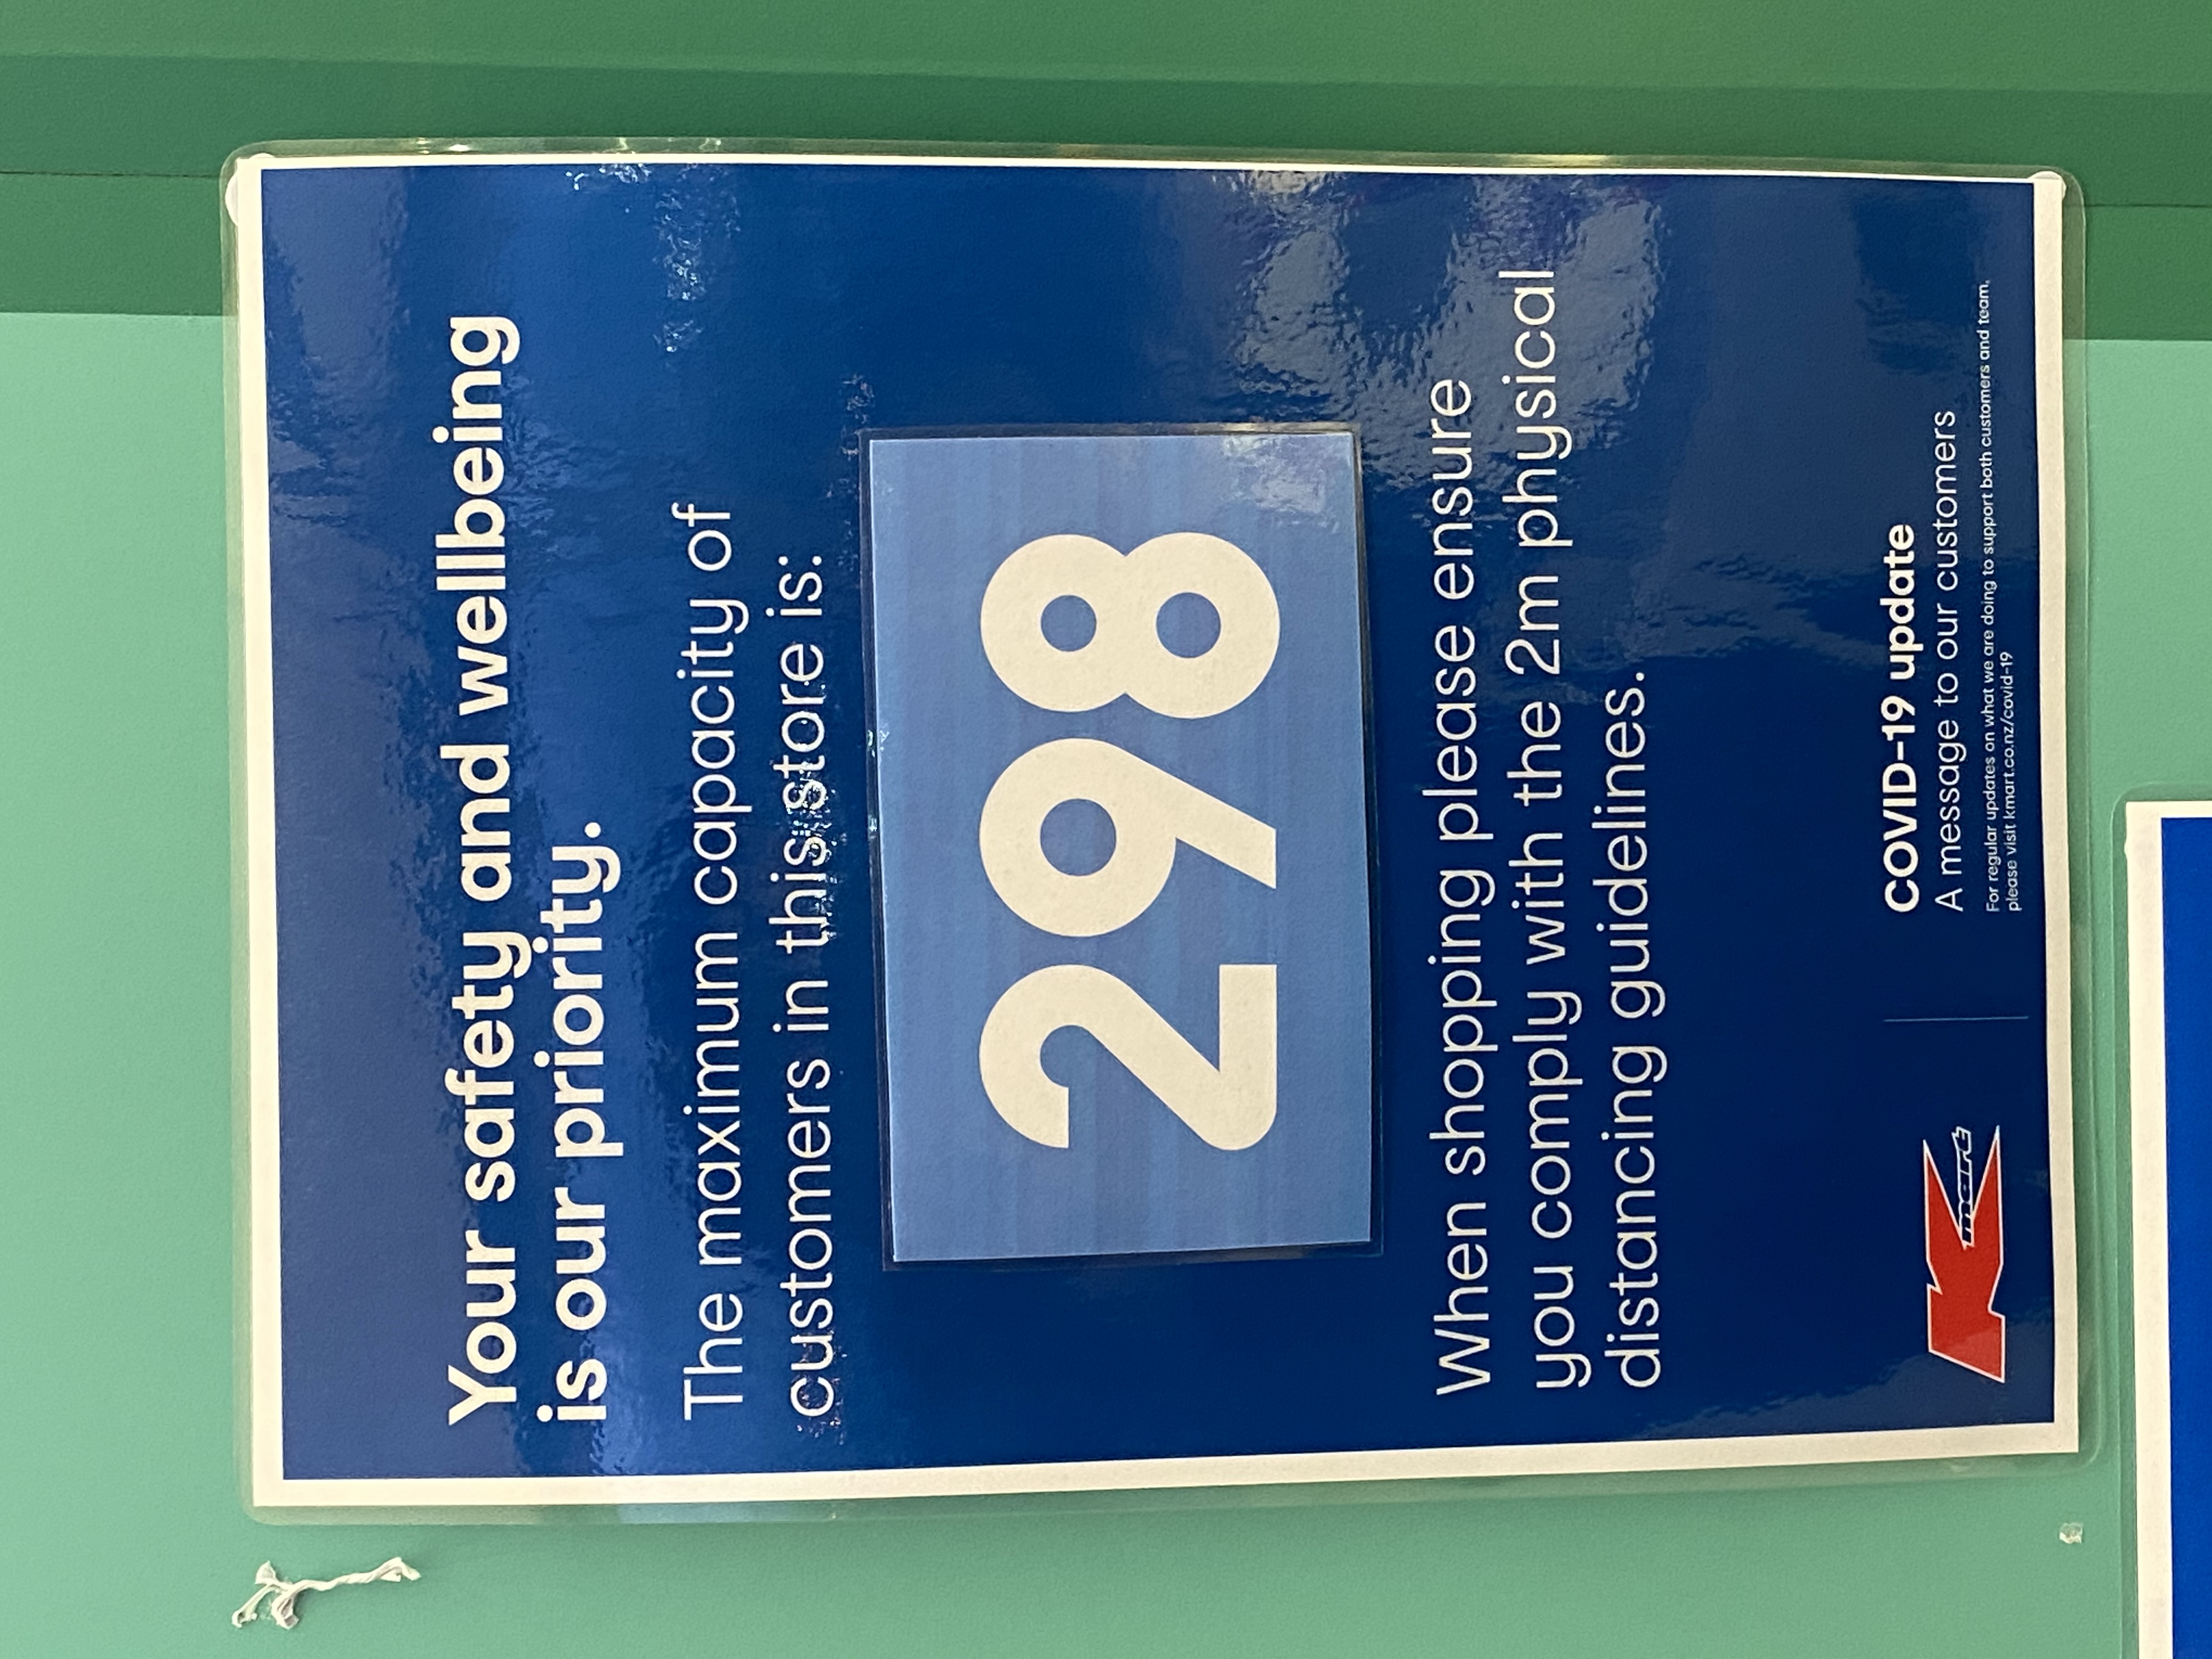 Your safety and wellbeing
is our priority.
The maximum capacity of
customers in this store is:
298
When shopping please ensure
you comply with the 2m physical
distancing guidelines.
Kmart
COVID-19 update
A message to our customers
For regular updates on what we are doing to support both customers and team,
please visit kmart.co.nz/covid-19